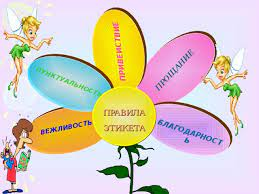 ПУНКТУАЛЬНОСТЬ
ПРИВЕТСТВИЕ
ПРОЩАНИЕ
ВЕЖЛИВОСТЬ
ПРАВИЛА
ЭТИКЕТА
БЛАГОДАРНОСТ
Ь